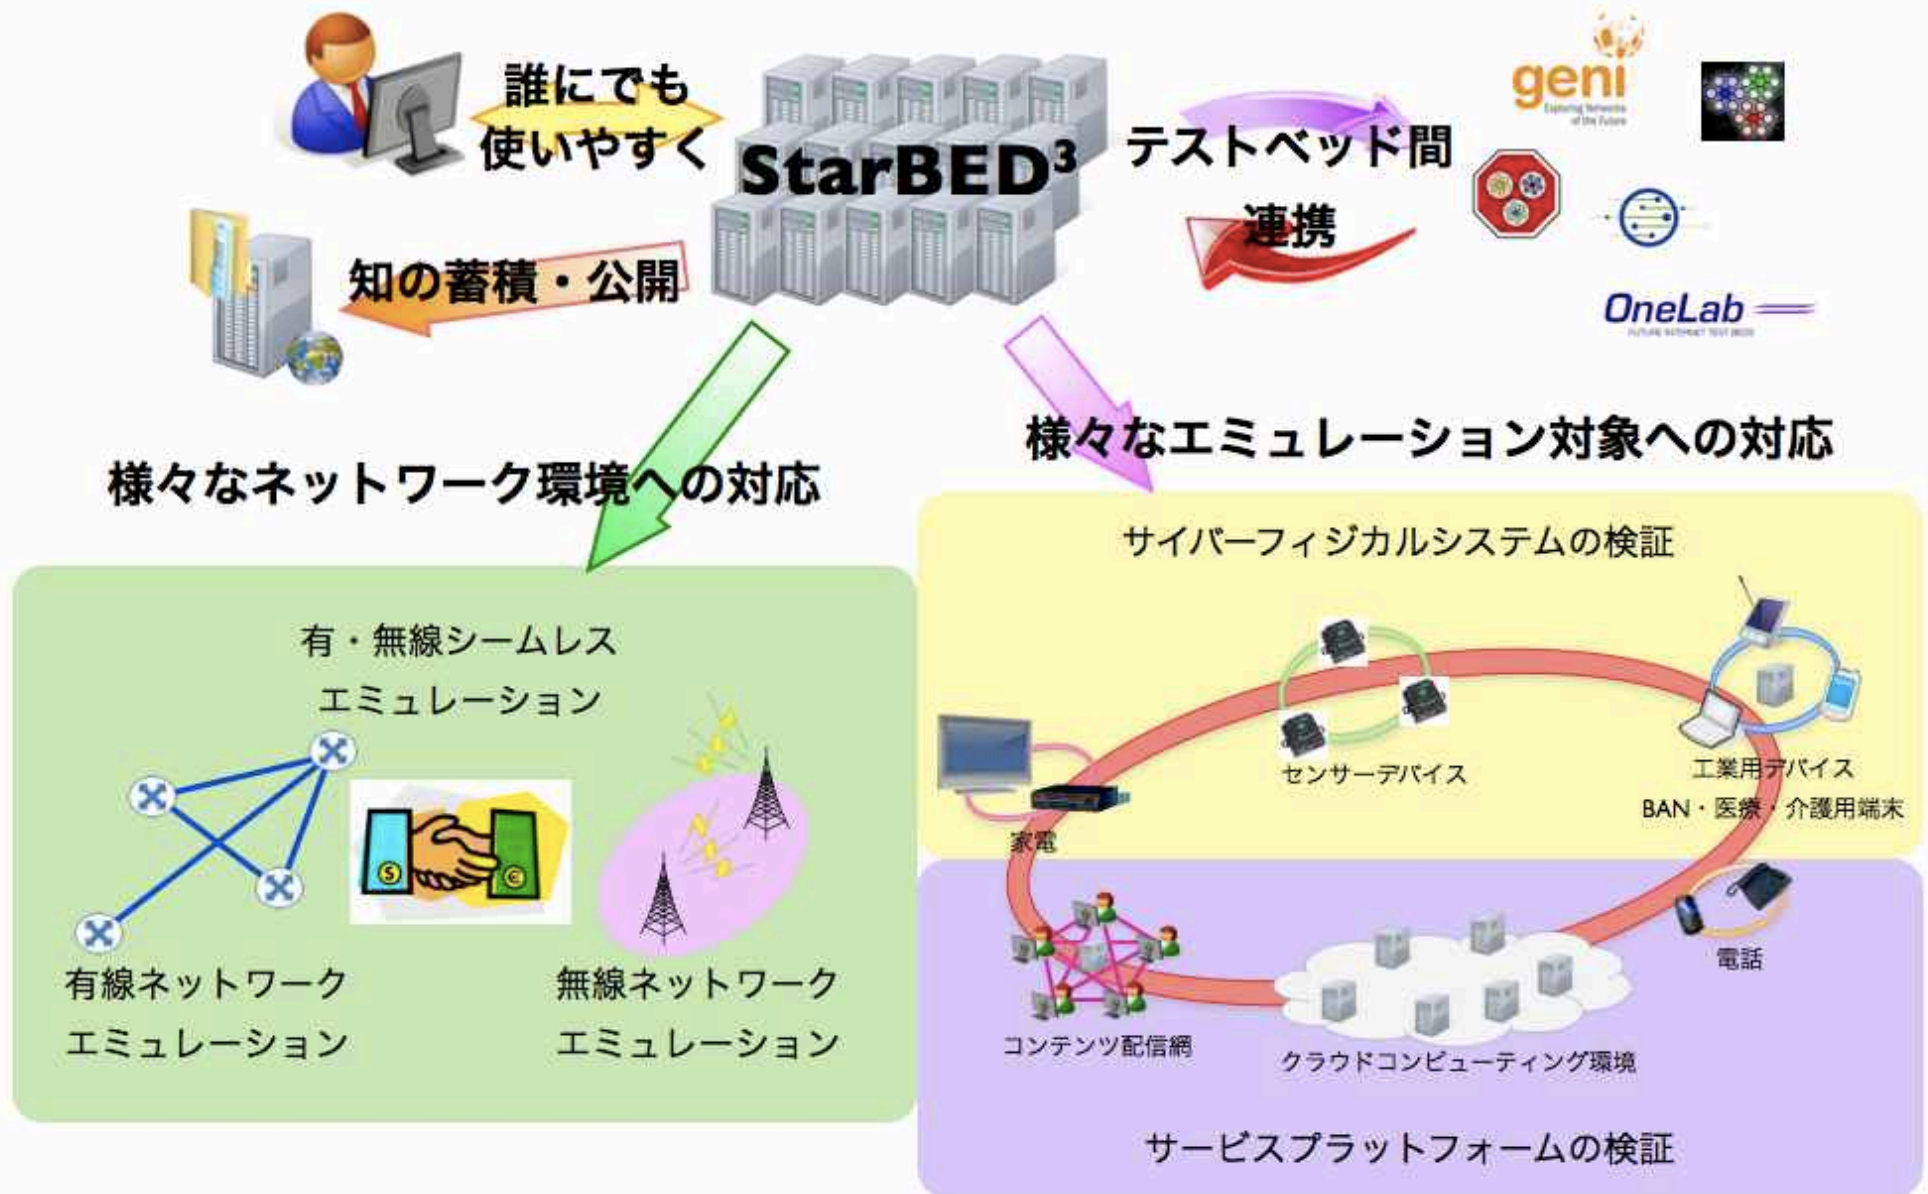 誰にでも
使いやすく
StarBED³
テストベッド間
連携
geni
Exploring Networks
of the Future
OneLab
FUTURE INTERNET TEST BEDS
知の蓄積・公開
様々なネットワーク環境への対応
様々なエミュレーション対象への対応
有・無線シームレス
エミュレーション
$
€
有線ネットワーク
エミュレーション
無線ネットワーク
エミュレーション
サイバーフィジカルシステムの検証
センサーデバイス
工業用デバイス
BAN・医療・介護用端末
家電
電話
コンテンツ配信網
クラウドコンピューティング環境
サービスプラットフォームの検証